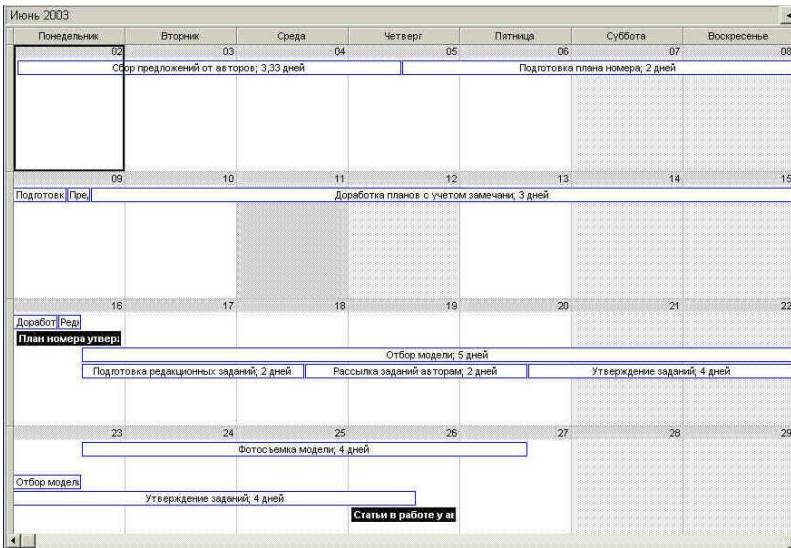 Июнь 2003
Понедельник Вторник Среда Четверг Пятница Суббота Воскресенье
02 03 04 05 06 07 08
Сбор предложений от авторов; 3,33 дней Подготовка плана номера; 2 дней
09 10 11 12 13 14 15
Подготовк Пред Доработка планов с учетом замечани; 3 дней
16 17 18 19 20 21 22
Доработ Реда
План номера утвер:
Отбор модели; 5 дней
Подготовка редакционных заданий; 2 дней Рассылка заданий авторам; 2 дней Утверждение заданий; 4 дней
23 24 25 26 27 28 29
Фотосъемка модели; 4 дней
Отбор модели
Утверждение заданий; 4 дней
Статьи в работе у ав